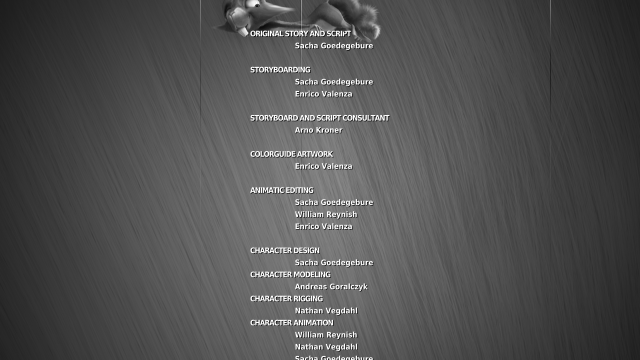 ORIGINAL STORY AND SCRIPT
Sacha Goedegebure
STORYBOARDING
Sacha Goedegebure
Enrico Valenza
STORYBOARD AND SCRIPT CONSULTANT
Arno Kroner
COLORGUIDE ARTWORK
Enrico Valenza
ANIMATIC EDITING
Sacha Goedegebure
William Reynish
Enrico Valenza
CHARACTER DESIGN
Sacha Goedegebure
CHARACTER MODELING
Andreas Goralczyk
CHARACTER RIGGING
Nathan Vegdahl
CHARACTER ANIMATION
William Reynish
Nathan Vegdahl
Sacha Goedegebure